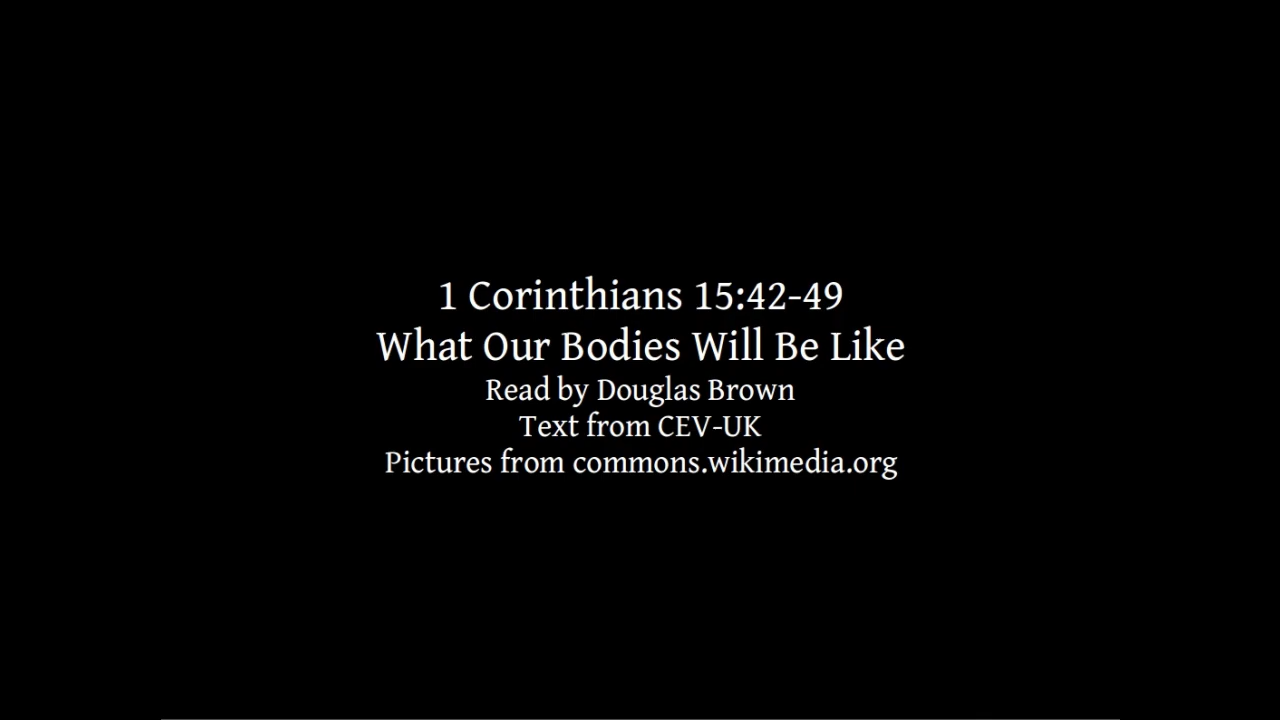 1 Corinthians 15:42-49
What Our Bodies Will Be Like
Read by Douglas Brown
Text from CEV-UK
Pictures from commons.wikimedia.org